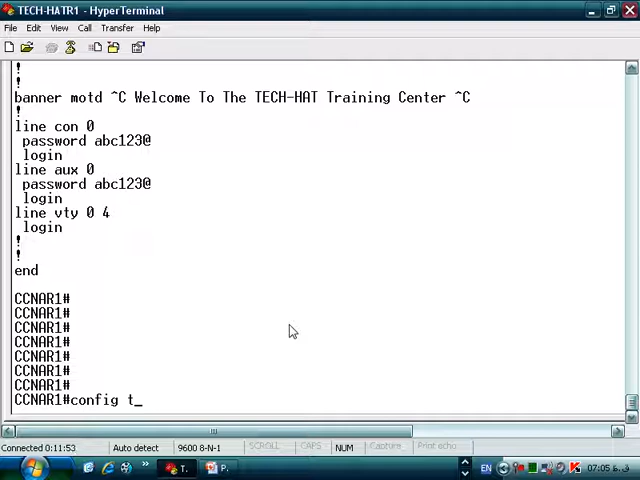 TECH-HATR1 - HyperTerminal
File Edit View Call Transfer Help
!
!
banner motd ^C Welcome To The TECH-HAT Training Center ^C
!
line con 0
password abc123@
login
line aux 0
password abc123@
login
line vty 0 4
login
!
!
end
CCNAR1#
CCNAR1#
CCNAR1#
CCNAR1#
CCNAR1#
CCNAR1#
CCNAR1#
CCNAR1#config t_
Connected 0:11:53 Auto detect 9600 8-N-1 SCROLL CAPS NUM Capture Print echo
start T. P. EN 07:05